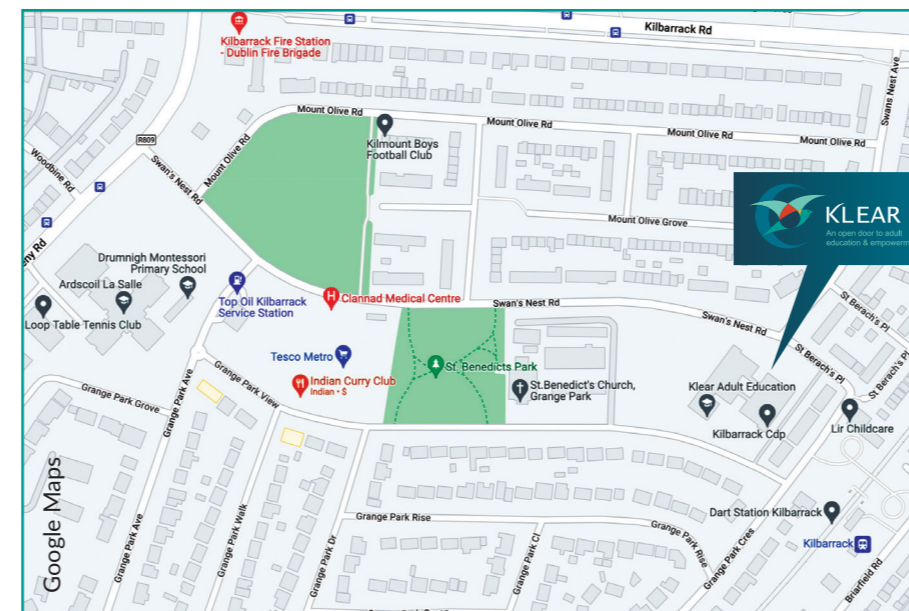 Kilbarrack Rd
Kilbarrack Fire Station
- Dublin Fire Brigade
Swans Nest Ave
Mount Olive Rd
Kilmount Boys
Football Club
Mount Olive Rd
Mount Olive Rd
Mount Olive Rd
R809
Mount Olive Rd
Woodbine Rd
Swan's Nest Rd
KLEAR
An open door to adult
education & empowerm
Mount Olive Grove
ny Rd
Drumnigh Montessori
Primary School
Ardscoil La Salle
Loop Table Tennis Club
Top Oil Kilbarrack
Service Station
Clannad Medical Centre
Swan's Nest Rd
Swan's Nest Rd
St Berach's Pl
St Berach's Pl
St Berach's Pl
Tesco Metro
Indian Curry Club
Indian • $
St. Benedicts Park
St.Benedict's Church,
Grange Park
Klear Adult Education
Kilbarrack Cdp
Lir Childcare
Grange Park View
Grange Park Grove
Grange Park Ave
Grange Park Ave
Grange Park Walk
Grange Park Dr
Grange Park Rise
Grange Park Cl
Grange Park Rise
Grange Park Cres
Dart Station Kilbarrack
Kilbarrack
Briarfield Rd
Google Maps